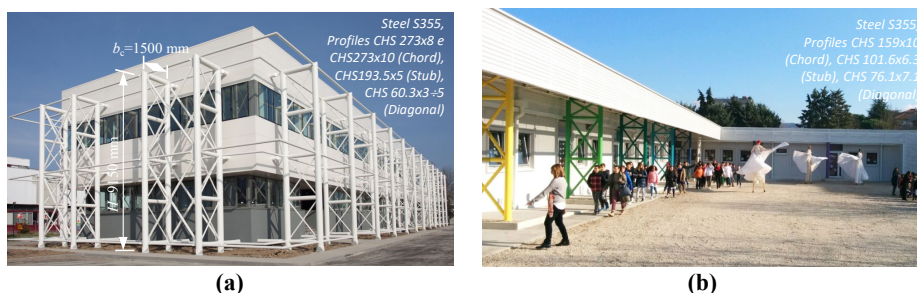 Steel S355,
Profiles CHS 273x8 e
CHS273x10 (Chord),
CHS193.5x5 (Stub),
CHS 60.3x3÷5
(Diagonal)
b_c=1500 mm
Steel S355,
Profiles CHS 159x10
(Chord), CHS 101.6x6.3
(Stub), CHS 76.1x7.1
(Diagonal)
(a)
(b)